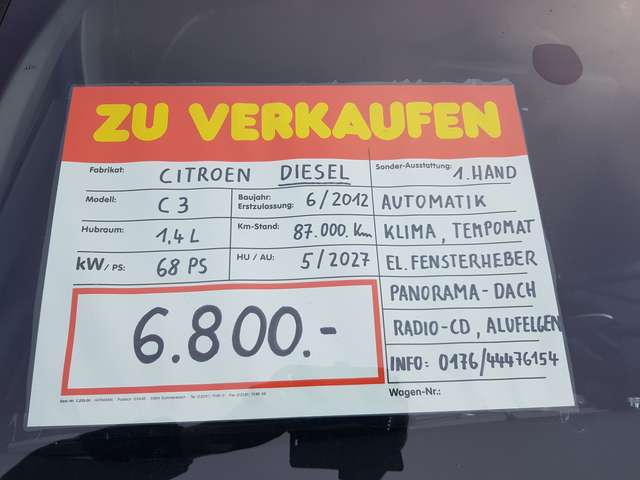 ZU VERKAUFEN
Fabrikat: CITROEN DIESEL
Modell: C3
Baujahr: Erstzulassung: 6/2012
Hubraum: 1,4 L
Km-Stand: 87.000. Km
kW/PS: 68 PS
HU / AU: 5/2027
6.800.-
Sonder-Ausstattung: 1. HAND
AUTOMATIK
KLIMA, TEMPOMAT
EL. FENSTERHEBER
PANORAMA-DACH
RADIO-CD, ALUFELGEN
INFO: 0176/44476154
Wagen-Nr.: